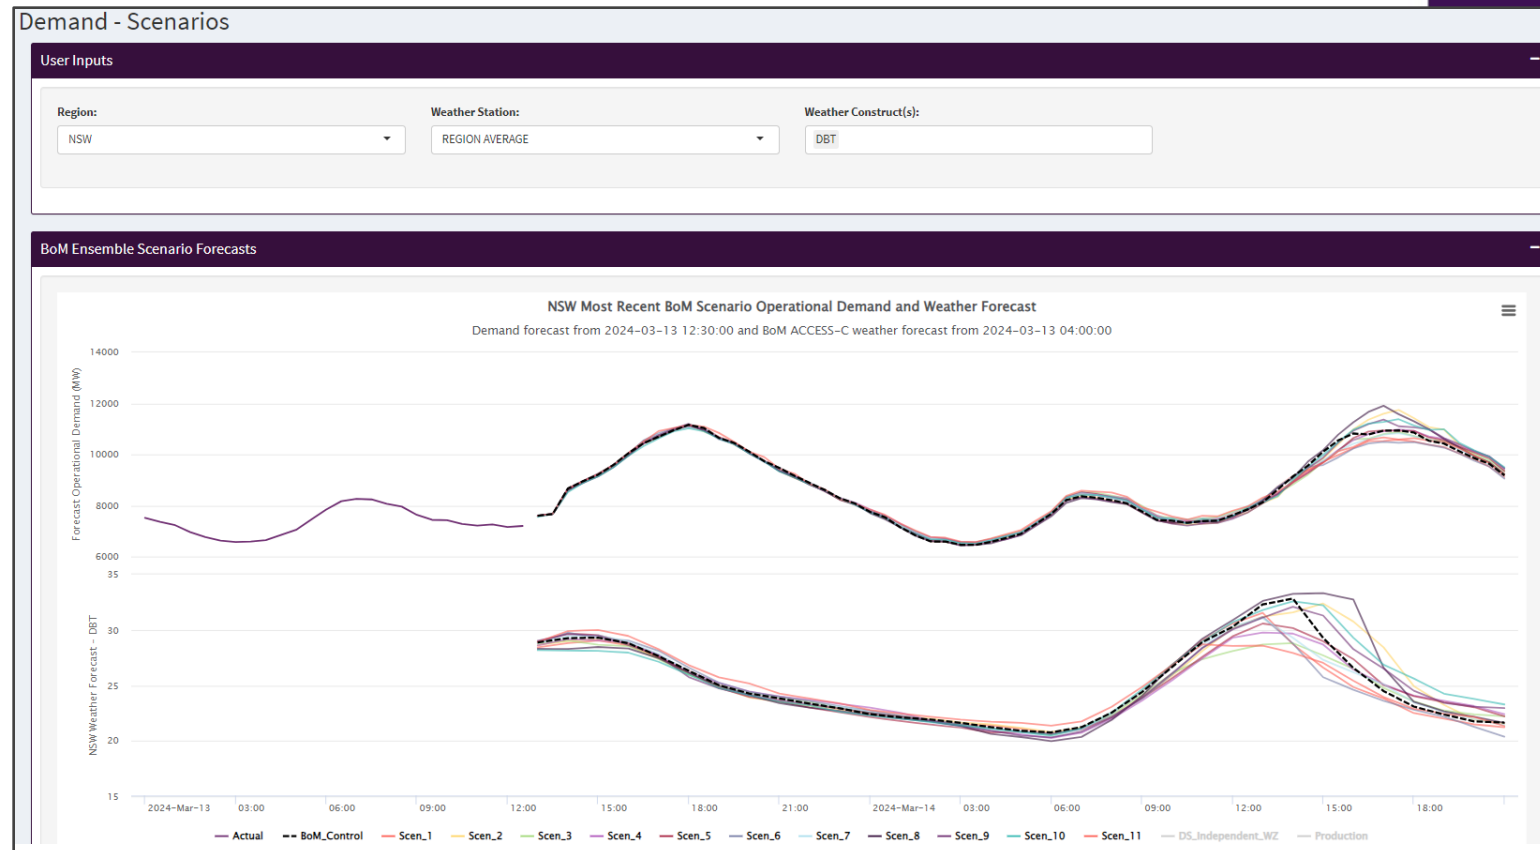 Demand - Scenarios
User Inputs
Region: Weather Station: Weather Construct(s):
NSW REGION AVERAGE DBT
BoM Ensemble Scenario Forecasts
NSW Most Recent BoM Scenario Operational Demand and Weather Forecast
Demand forecast from 2024-03-13 12:30:00 and BoM ACCESS-C weather forecast from 2024-03-13 04:00:00
Forecast Operational Demand (MW)
14000
12000
10000
8000
6000
NSW Weather Forecast - DBT
35
30
25
20
15
2024-Mar-13 03:00 06:00 09:00 12:00 15:00 18:00 21:00 2024-Mar-14 03:00 06:00 09:00 12:00 15:00 18:00
Actual BoM_Control Scen_1 Scen_2 Scen_3 Scen_4 Scen_5 Scen_6 Scen_7 Scen_8 Scen_9 Scen_10 Scen_11 DS_Independent_WZ Production